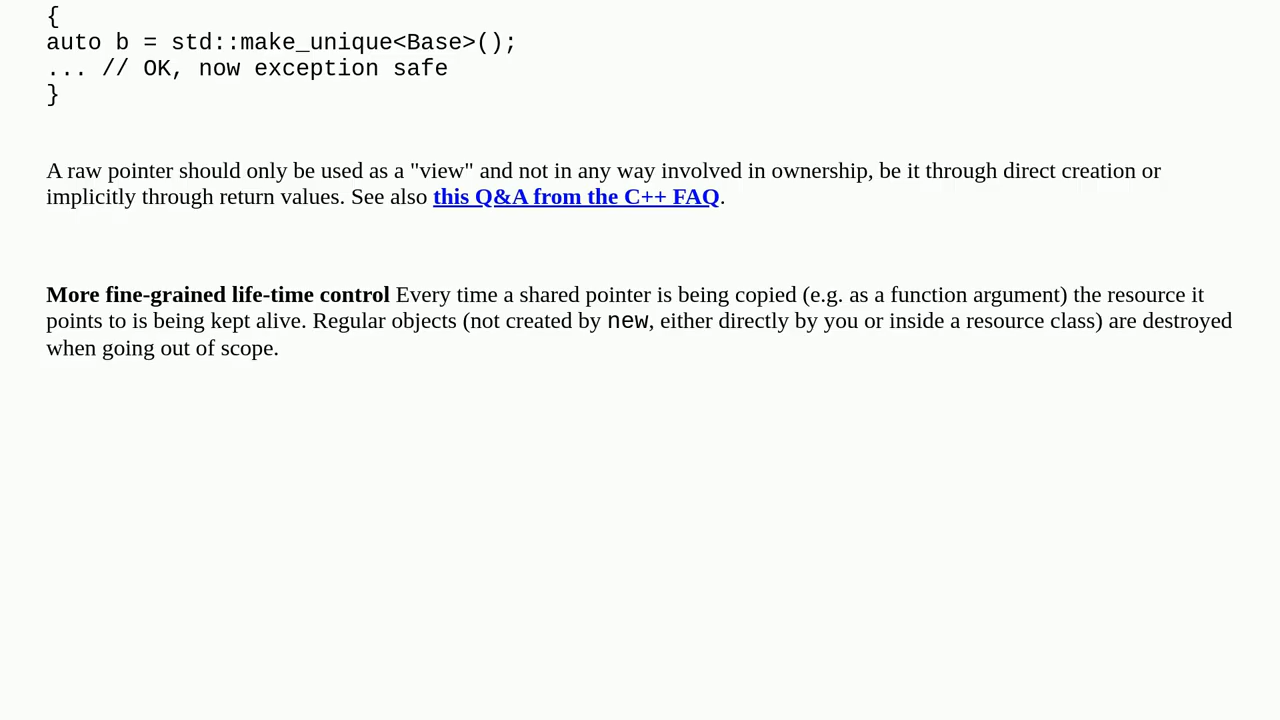 {
auto b = std::make_unique<Base>();
... // OK, now exception safe
}
A raw pointer should only be used as a "view" and not in any way involved in ownership, be it through direct creation or
implicitly through return values. See also this Q&A from the C++ FAQ.
More fine-grained life-time control Every time a shared pointer is being copied (e.g. as a function argument) the resource it
points to is being kept alive. Regular objects (not created by new, either directly by you or inside a resource class) are destroyed
when going out of scope.